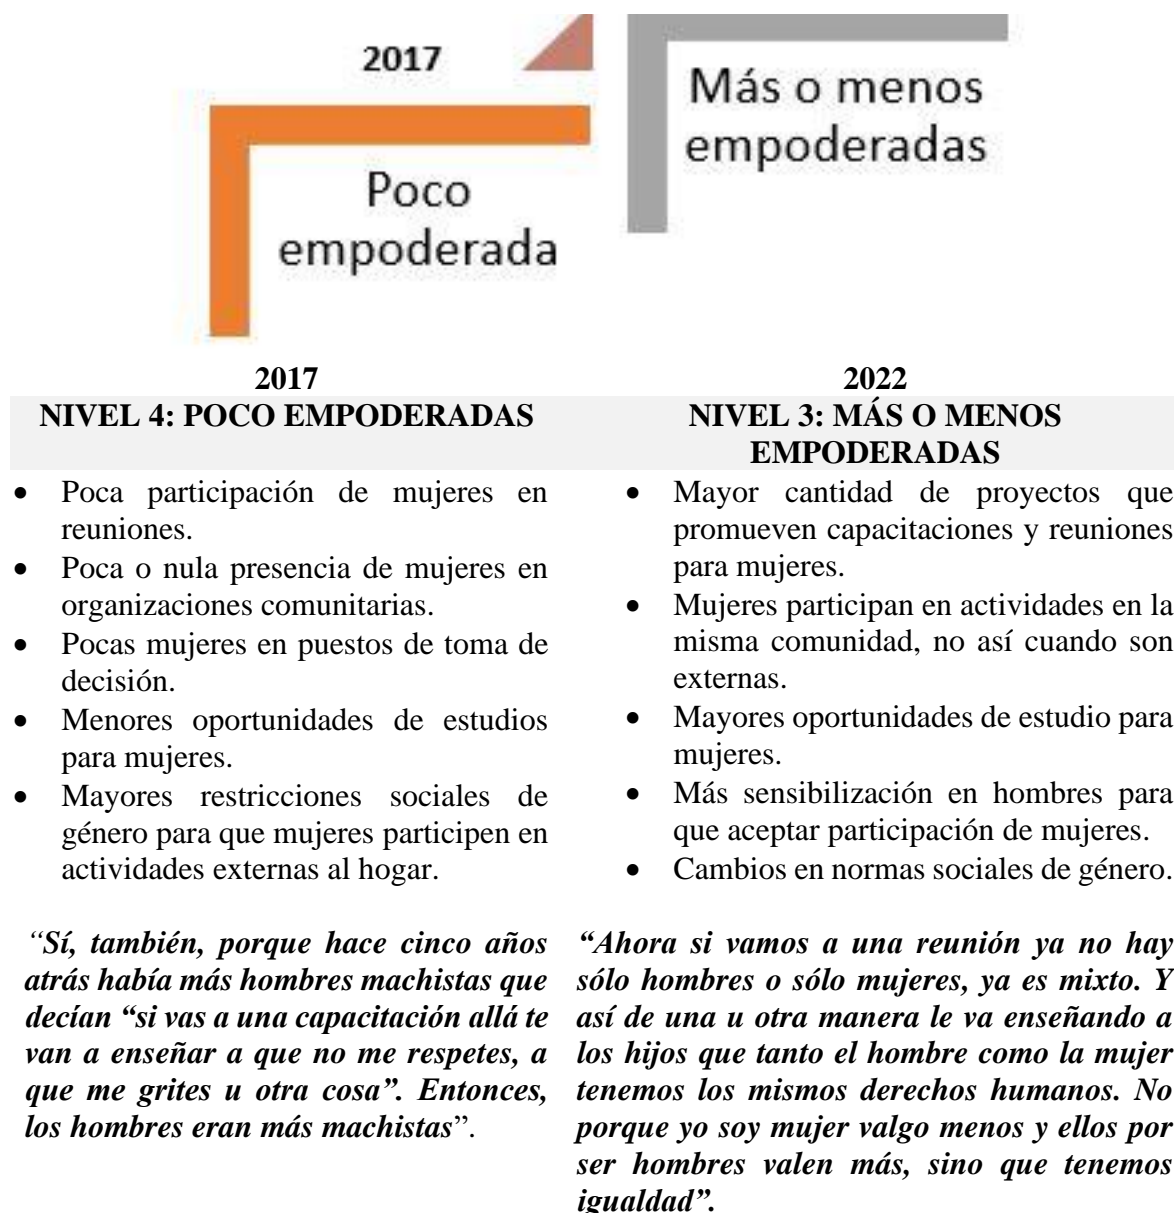 2017
Poco
empoderada
Más o menos
empoderadas
2017
NIVEL 4: POCO EMPODERADAS
• Poca participación de mujeres en
reuniones.
• Poca o nula presencia de mujeres en
organizaciones comunitarias.
• Pocas mujeres en puestos de toma de
decisión.
• Menores oportunidades de estudios
para mujeres.
• Mayores restricciones sociales de
género para que mujeres participen en
actividades externas al hogar.
“Sí, también, porque hace cinco años
atrás había más hombres machistas que
decían “si vas a una capacitación allá te
van a enseñar a que no me respetes, a
que me grites u otra cosa”. Entonces,
los hombres eran más machistas”.
2022
NIVEL 3: MÁS O MENOS
EMPODERADAS
• Mayor cantidad de proyectos que
promueven capacitaciones y reuniones
para mujeres.
• Mujeres participan en actividades en la
misma comunidad, no así cuando son
externas.
• Mayores oportunidades de estudio para
mujeres.
• Más sensibilización en hombres para
que aceptar participación de mujeres.
• Cambios en normas sociales de género.
“Ahora si vamos a una reunión ya no hay
sólo hombres o sólo mujeres, ya es mixto. Y
así de una u otra manera le va enseñando a
los hijos que tanto el hombre como la mujer
tenemos los mismos derechos humanos. No
porque yo soy mujer valgo menos y ellos por
ser hombres valen más, sino que tenemos
igualdad”.